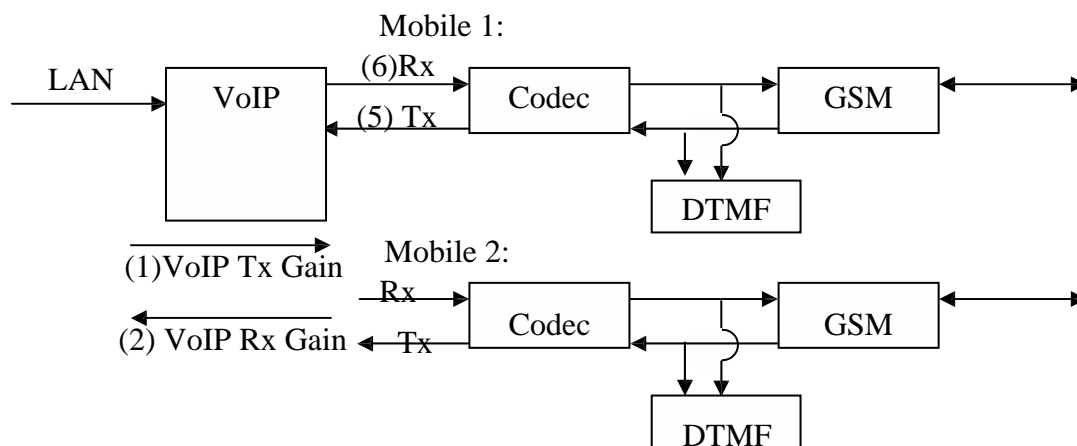 Mobile 1:
LAN
VoIP
(6)Rx
Codec
GSM
(5) Tx
DTMF
(1)VoIP Tx Gain
Mobile 2:
Rx
Codec
GSM
(2) VoIP Rx Gain
Tx
DTMF